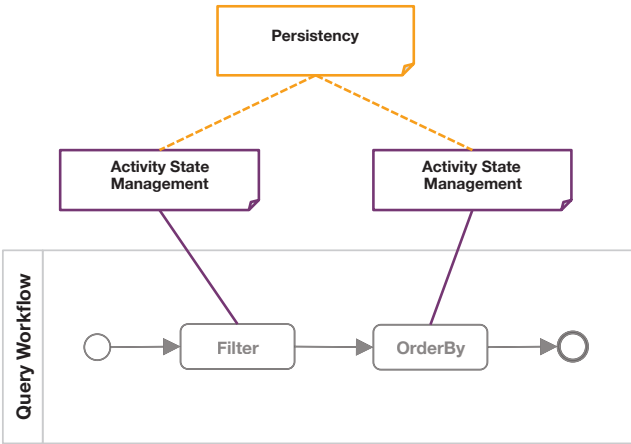 Persistency
Activity State
Management
Activity State
Management
Query Workflow
Filter
OrderBy